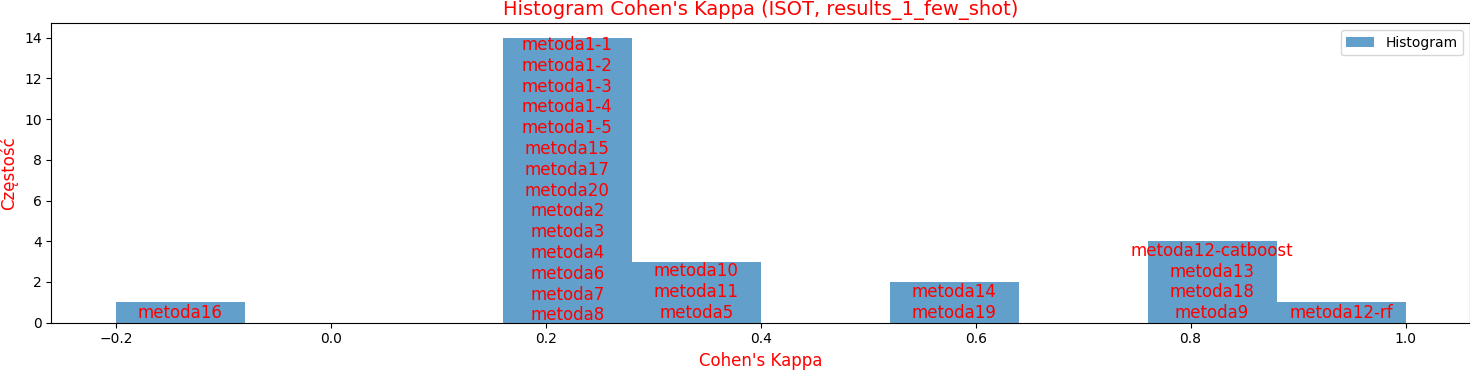 Histogram Cohen's Kappa (ISOT, results_1_few_shot)
Histogram
Częstość
14
12
10
8
6
4
2
0
metoda16
metoda1-1
metoda1-2
metoda1-3
metoda1-4
metoda1-5
metoda15
metoda17
metoda20
metoda2
metoda3
metoda4
metoda6
metoda7
metoda8
metoda10
metoda11
metoda5
metoda14
metoda19
metoda12-catboost
metoda13
metoda18
metoda9
metoda12-rf
−0.2 0.0 0.2 0.4 0.6 0.8 1.0
Cohen's Kappa